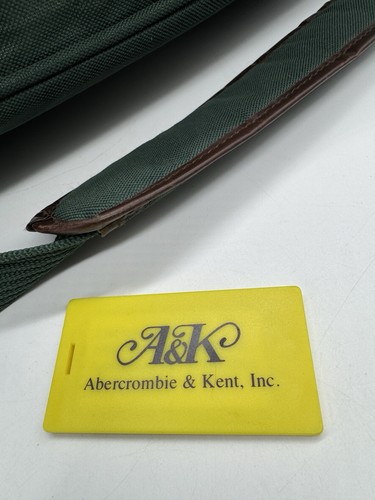 A&K
Abercrombie & Kent, Inc.